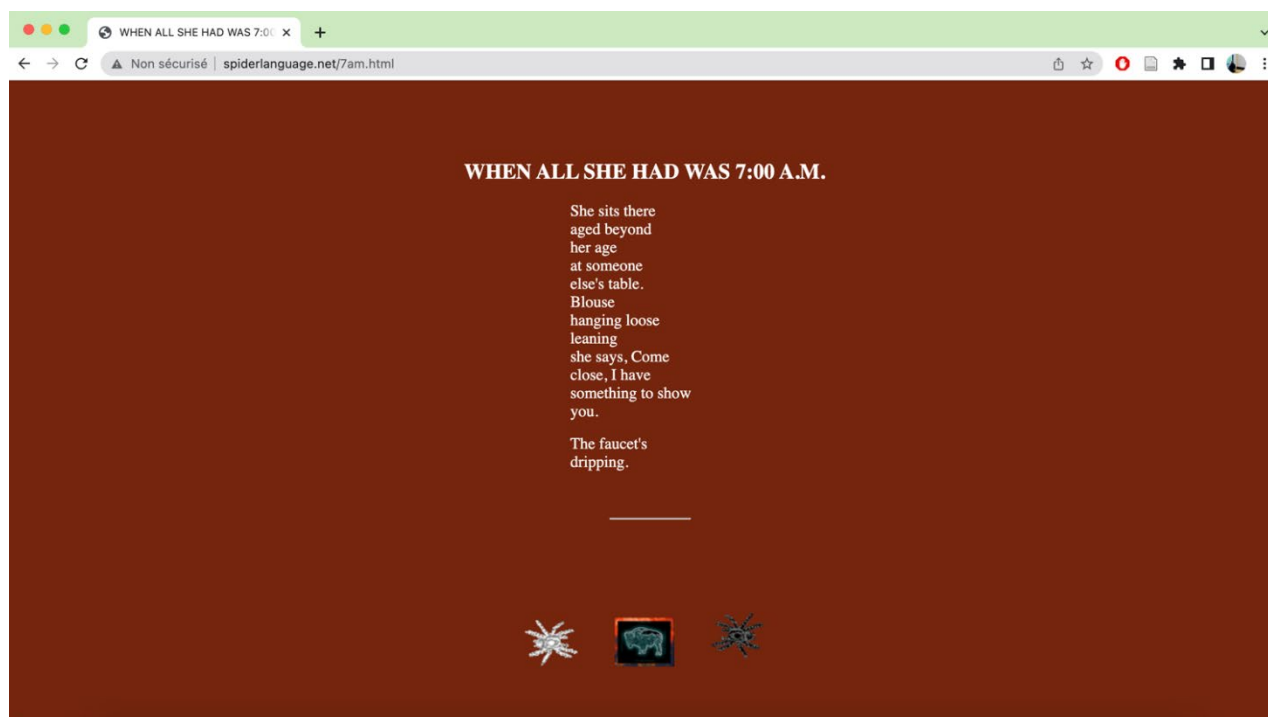 WHEN ALL SHE HAD WAS 7:00
Non sécurisé | spiderlanguage.net/7am.html
WHEN ALL SHE HAD WAS 7:00 A.M.
She sits there
aged beyond
her age
at someone
else's table.
Blouse
hanging loose
leaning
she says, Come
close, I have
something to show
you.
The faucet's
dripping.